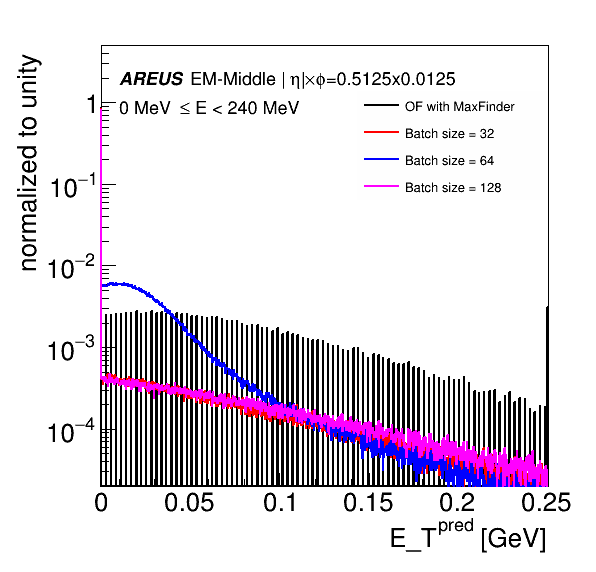 normalized to unity
AREUS EM-Middle | η|×ϕ=0.5125x0.0125
0 MeV ≤ E < 240 MeV
OF with MaxFinder
Batch size = 32
Batch size = 64
Batch size = 128
1
10⁻¹
10⁻²
10⁻³
10⁻⁴
0 0.05 0.1 0.15 0.2 0.25
E_T^pred [GeV]